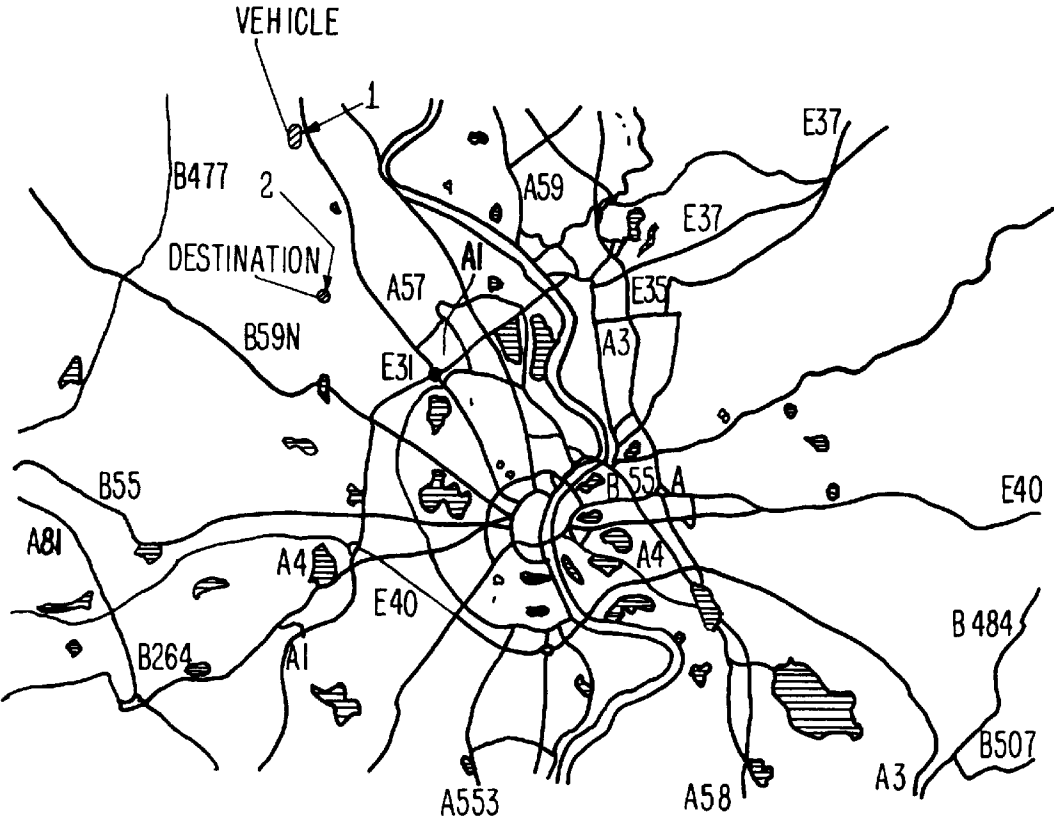 VEHICLE
1
E37
B477
2
A59
E37
DESTINATION
A1
A57
E35
B59N
A3
E31
B55
B 55 A
E40
A81
A4
A4
E40
B 484
B264
A1
B507
A3
A553
A58